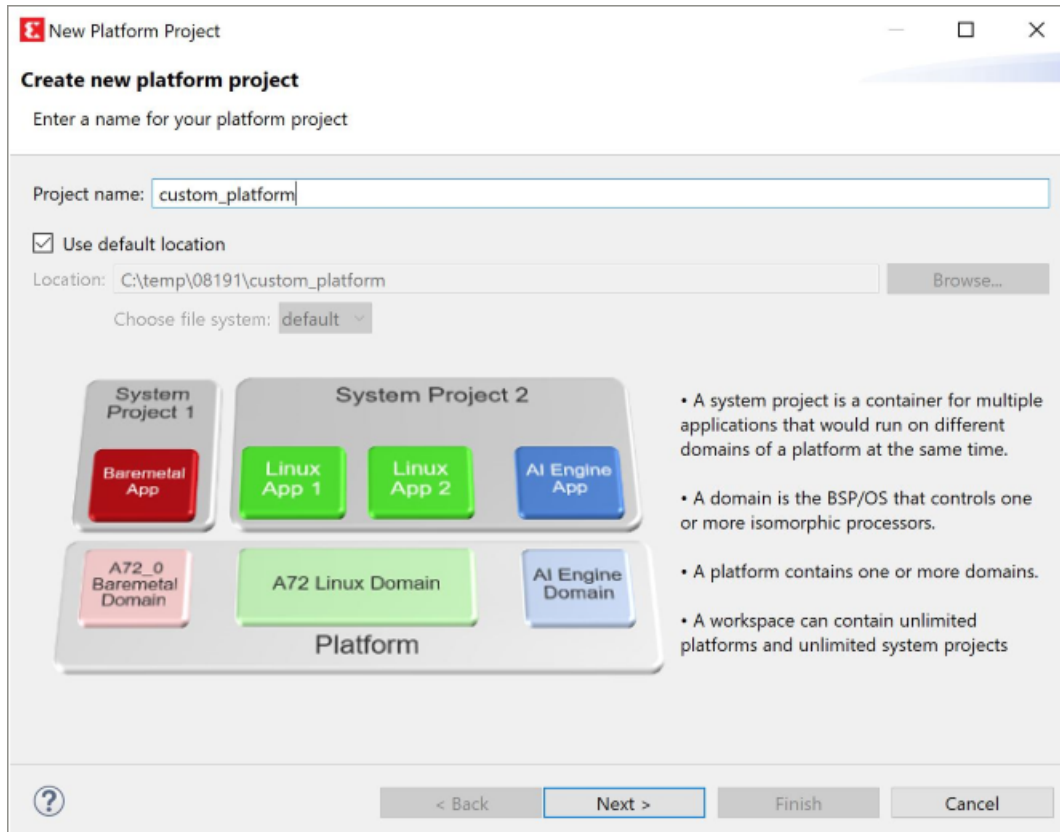 New Platform Project
Create new platform project
Enter a name for your platform project
Project name: custom_platform
Use default location
Location: C:\temp\08191\custom_platform Browse...
Choose file system: default
System
Project 1
System Project 2
Baremetal
App
Linux
App 1
Linux
App 2
AI Engine
App
A72_0
Baremetal
Domain
A72 Linux Domain
AI Engine
Domain
Platform
• A system project is a container for multiple
applications that would run on different
domains of a platform at the same time.
• A domain is the BSP/OS that controls one
or more isomorphic processors.
• A platform contains one or more domains.
• A workspace can contain unlimited
platforms and unlimited system projects
? < Back Next > Finish Cancel